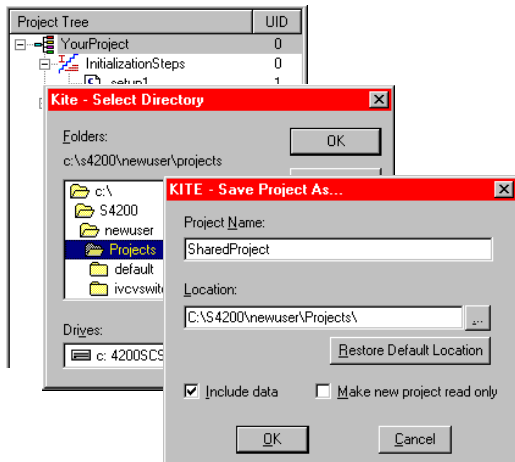 Project Tree UID
YourProject 0
InitializationSteps 0
setup1 1
Kite - Select Directory
Folders:
OK
c:\s4200\newuser\projects
c:\
S4200
newuser
Projects
default
Drives:
c: 4200SCS
KITE - Save Project As...
Project Name:
SharedProject
Location:
C:\S4200\newuser\Projects\
...
Restore Default Location
Include data
Make new project read only
OK
Cancel